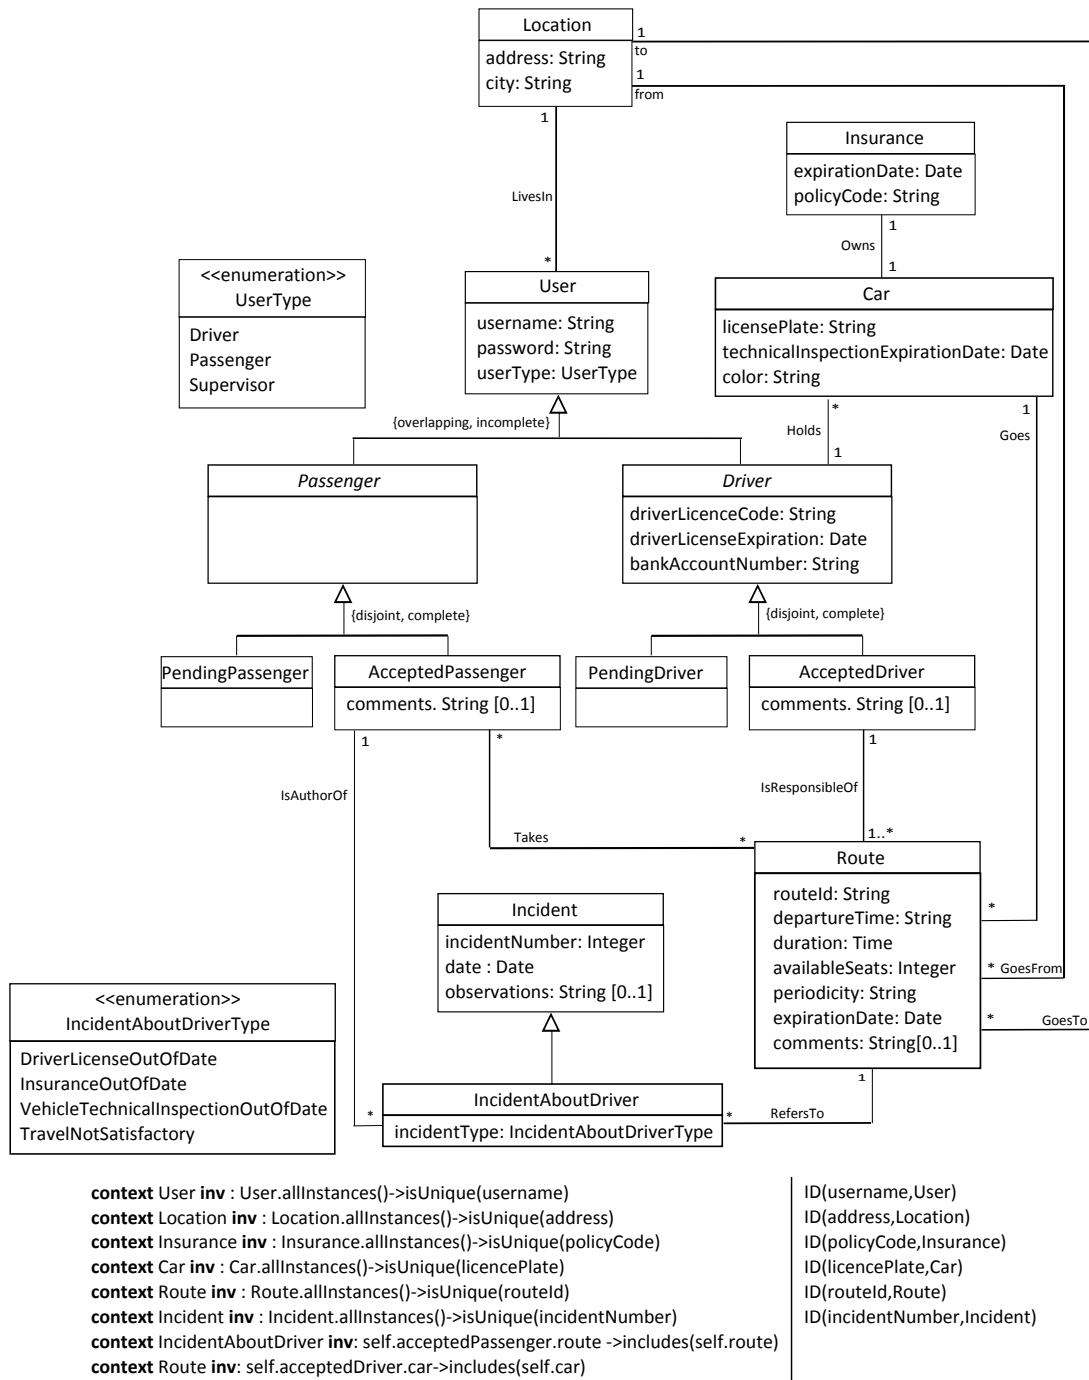 Location
address: String
city: String
1
to
1
from
1
LivesIn
*
Insurance
expirationDate: Date
policyCode: String
1
Owns
1
<<enumeration>>
UserType
Driver
Passenger
Supervisor
User
username: String
password: String
userType: UserType
Car
licensePlate: String
technicalInspectionExpirationDate: Date
color: String
{overlapping, incomplete}
*
Holds
1
1
Goes
Passenger
Driver
driverLicenceCode: String
driverLicenseExpiration: Date
bankAccountNumber: String
{disjoint, complete}
{disjoint, complete}
PendingPassenger
AcceptedPassenger
comments. String [0..1]
PendingDriver
AcceptedDriver
comments. String [0..1]
1
*
1
IsAuthorOf
IsResponsibleOf
Takes
*
1..*
Route
routeId: String
departureTime: String
duration: Time
availableSeats: Integer
periodicity: String
expirationDate: Date
comments: String[0..1]
*
* GoesFrom
*
GoesTo
Incident
incidentNumber: Integer
date : Date
observations: String [0..1]
<<enumeration>>
IncidentAboutDriverType
DriverLicenseOutOfDate
InsuranceOutOfDate
VehicleTechnicalInspectionOutOfDate
TravelNotSatisfactory
IncidentAboutDriver
incidentType: IncidentAboutDriverType
*
*
RefersTo
1
context User inv : User.allInstances()->isUnique(username)
context Location inv : Location.allInstances()->isUnique(address)
context Insurance inv : Insurance.allInstances()->isUnique(policyCode)
context Car inv : Car.allInstances()->isUnique(licencePlate)
context Route inv : Route.allInstances()->isUnique(routeId)
context Incident inv : Incident.allInstances()->isUnique(incidentNumber)
context IncidentAboutDriver inv: self.acceptedPassenger.route ->includes(self.route)
context Route inv: self.acceptedDriver.car->includes(self.car)
ID(username,User)
ID(address,Location)
ID(policyCode,Insurance)
ID(licencePlate,Car)
ID(routeId,Route)
ID(incidentNumber,Incident)